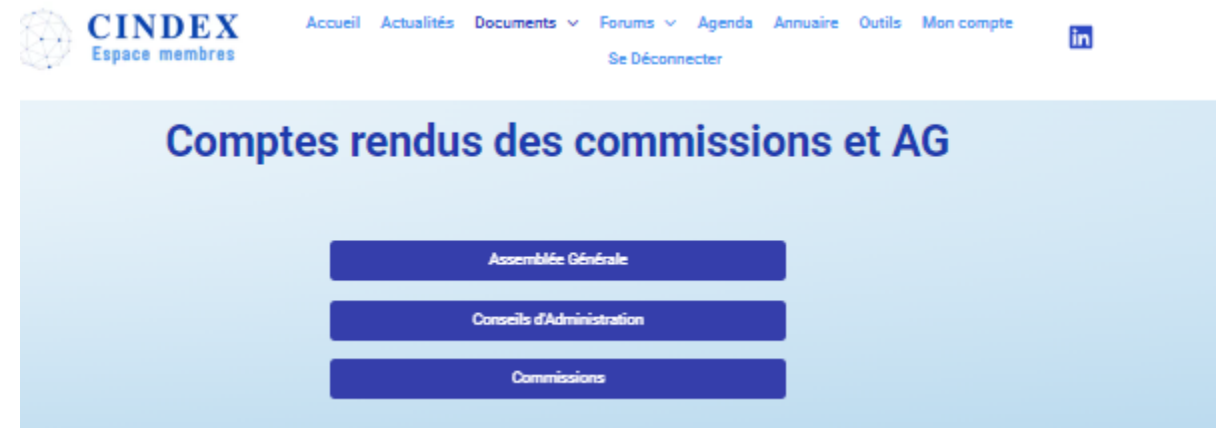 CINDEX
Espace membres
Accueil Actualités Documents Forums Agenda Annuaire Outils Mon compte
Se Déconnecter
in
Comptes rendus des commissions et AG
Assemblée Générale
Conseils d'Administration
Commissions